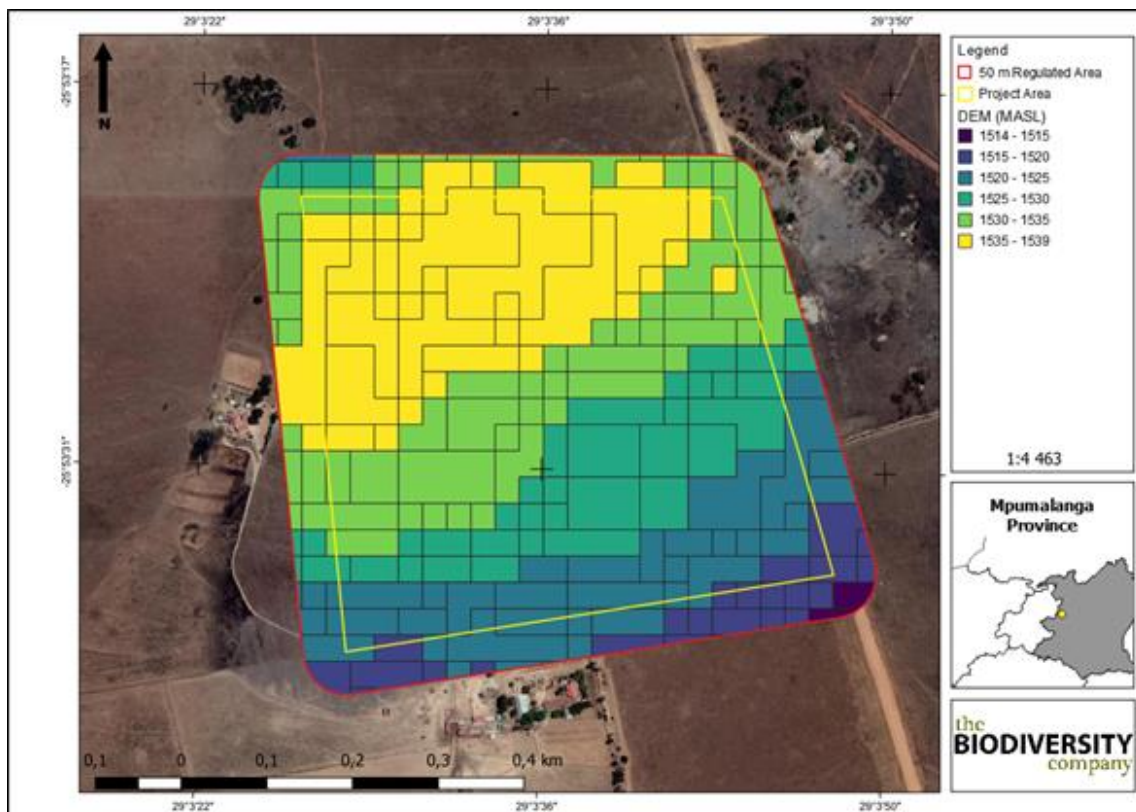 29°3'22"
29°3'36"
29°3'50"
-25°53'17"
-25°53'31"
N
Legend
50 m Regulated Area
Project Area
DEM (MASL)
1514 - 1515
1515 - 1520
1520 - 1525
1525 - 1530
1530 - 1535
1535 - 1539
1:4 463
Mpumalanga
Province
the
BIODIVERSITY
company
0,1 0 0,1 0,2 0,3 0,4 km
29°3'22"
29°3'36"
29°3'50"